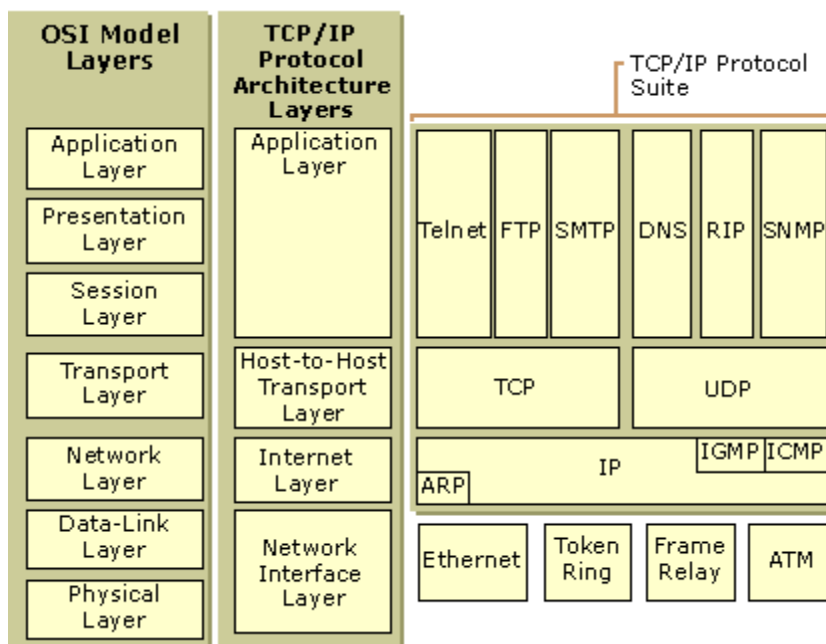 OSI Model
Layers
Application
Layer
Presentation
Layer
Session
Layer
Transport
Layer
Network
Layer
Data-Link
Layer
Physical
Layer
TCP/IP
Protocol
Architecture
Layers
Application
Layer
Host-to-Host
Transport
Layer
Internet
Layer
Network
Interface
Layer
TCP/IP Protocol
Suite
Telnet FTP SMTP DNS RIP SNMP
TCP UDP
IGMP ICMP
IP
ARP
Ethernet
Token
Ring
Frame
Relay
ATM